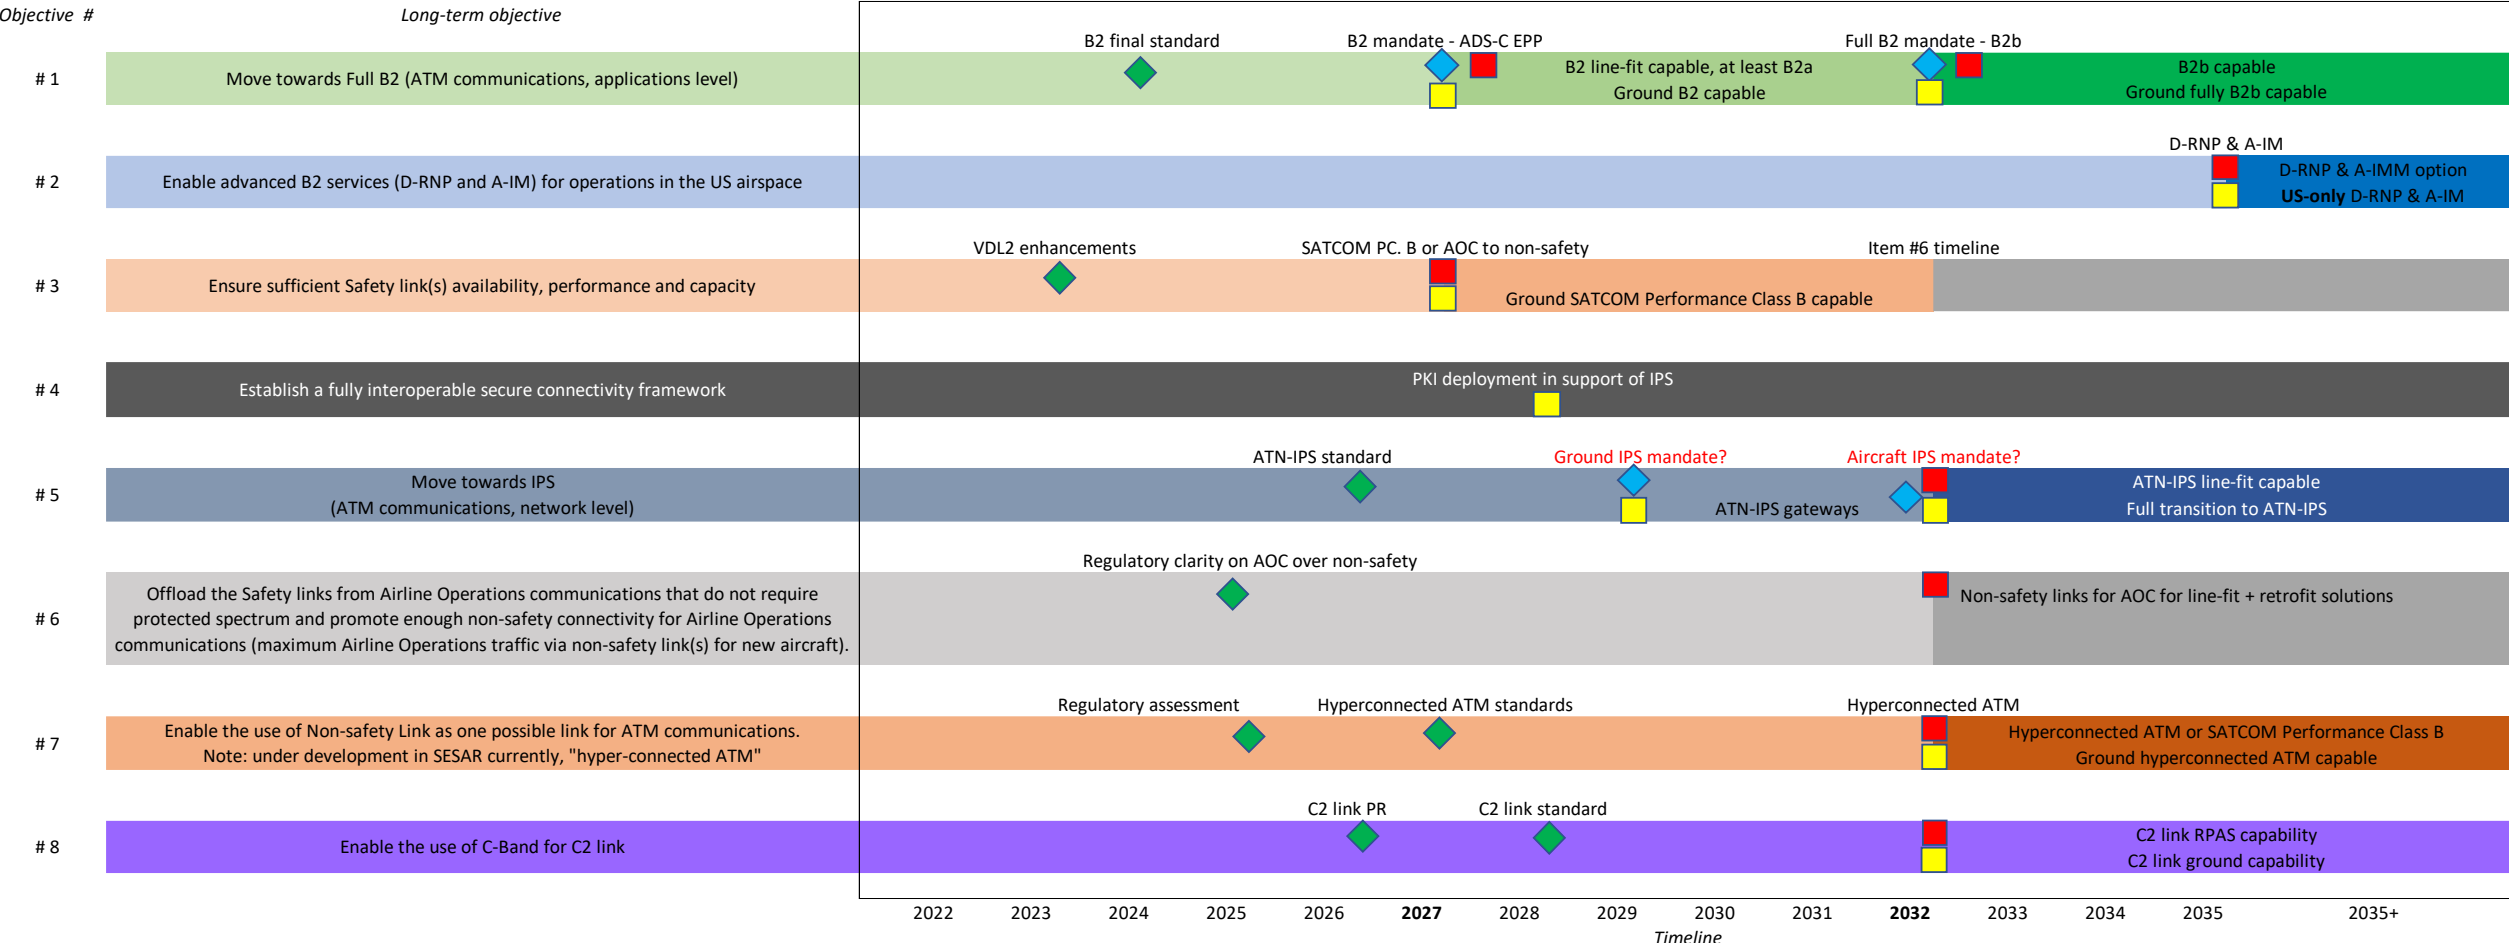 Objective #
Long-term objective
B2 final standard
B2 mandate - ADS-C EPP
Full B2 mandate - B2b
# 1
Move towards Full B2 (ATM communications, applications level)
B2 line-fit capable, at least B2a
Ground B2 capable
B2b capable
Ground fully B2b capable
D-RNP & A-IM
# 2
Enable advanced B2 services (D-RNP and A-IM) for operations in the US airspace
D-RNP & A-IMM option
US-only D-RNP & A-IM
VDL2 enhancements
SATCOM PC. B or AOC to non-safety
Item #6 timeline
# 3
Ensure sufficient Safety link(s) availability, performance and capacity
Ground SATCOM Performance Class B capable
# 4
Establish a fully interoperable secure connectivity framework
PKI deployment in support of IPS
ATN-IPS standard
Ground IPS mandate?
Aircraft IPS mandate?
# 5
Move towards IPS
(ATM communications, network level)
ATN-IPS gateways
ATN-IPS line-fit capable
Full transition to ATN-IPS
Regulatory clarity on AOC over non-safety
# 6
Offload the Safety links from Airline Operations communications that do not require
protected spectrum and promote enough non-safety connectivity for Airline Operations
communications (maximum Airline Operations traffic via non-safety link(s) for new aircraft).
Non-safety links for AOC for line-fit + retrofit solutions
Regulatory assessment
Hyperconnected ATM standards
Hyperconnected ATM
# 7
Enable the use of Non-safety Link as one possible link for ATM communications.
Note: under development in SESAR currently, "hyper-connected ATM"
Hyperconnected ATM or SATCOM Performance Class B
Ground hyperconnected ATM capable
C2 link PR
C2 link standard
# 8
Enable the use of C-Band for C2 link
C2 link RPAS capability
C2 link ground capability
2022 2023 2024 2025 2026 2027 2028 2029 2030 2031 2032 2033 2034 2035 2035+
Timeline